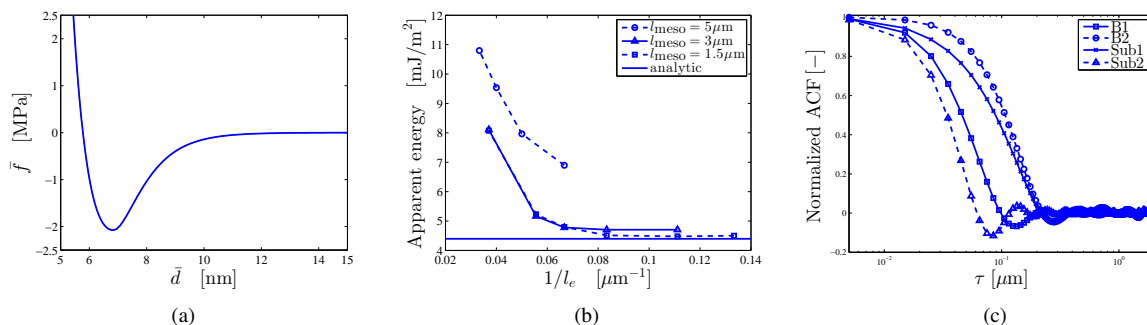 2.5
2
1
0
−1
−2
−2.5
5
6
8
10
12
14
15
f̄ [MPa]
d̄ [nm]
(a)
12
11
10
9
8
7
6
5
4
0.02
0.04
0.06
0.08
0.1
0.12
0.14
Apparent energy [mJ/m²]
1/lₑ [μm⁻¹]
l_meso = 5μm
l_meso = 3μm
l_meso = 1.5μm
analytic
(b)
1
0.8
0.6
0.4
0.2
0
−0.2
10⁻²
10⁻¹
10⁰
Normalized ACF [−]
τ [μm]
B1
B2
Sub1
Sub2
(c)